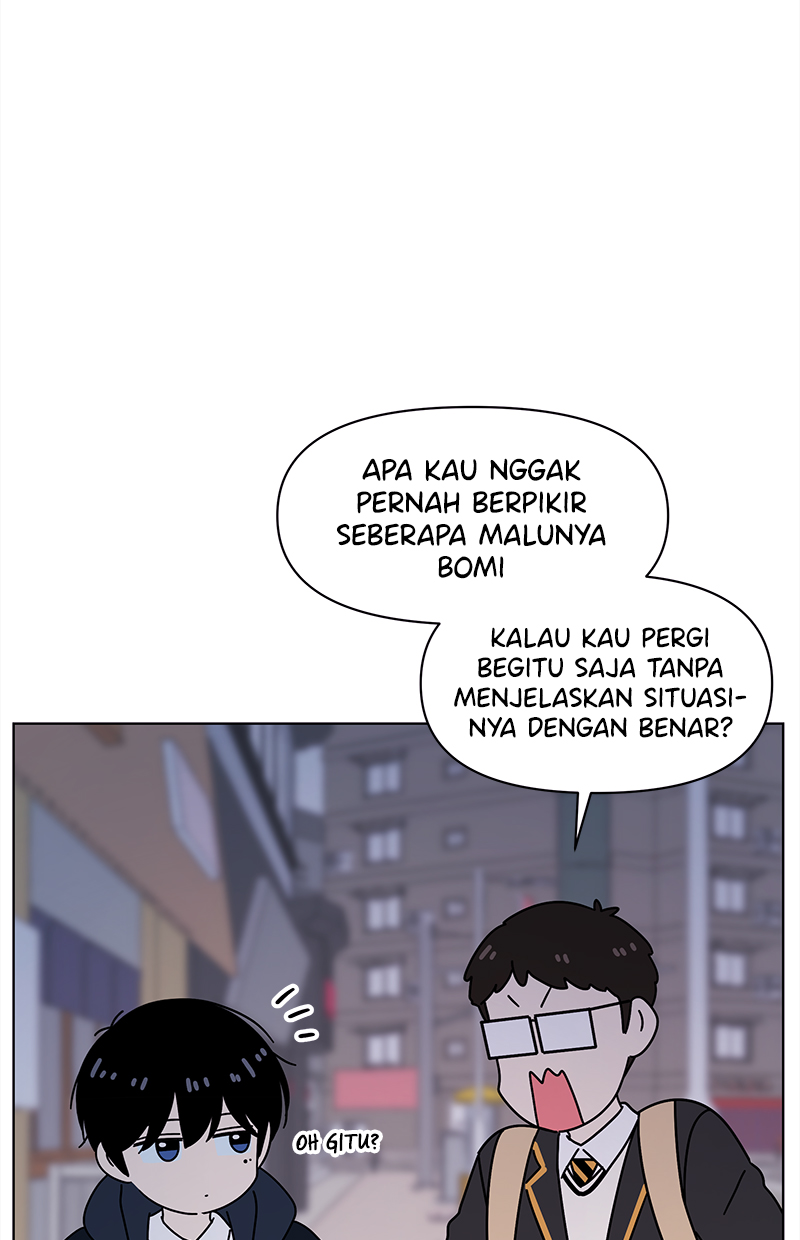 APA KAU NGGAK
PERNAH BERPIKIR
SEBERAPA MALUNYA
BOMI
KALAU KAU PERGI
BEGITU SAJA TANPA
MENJELASKAN SITUASI-
NYA DENGAN BENAR?
OH GITU?